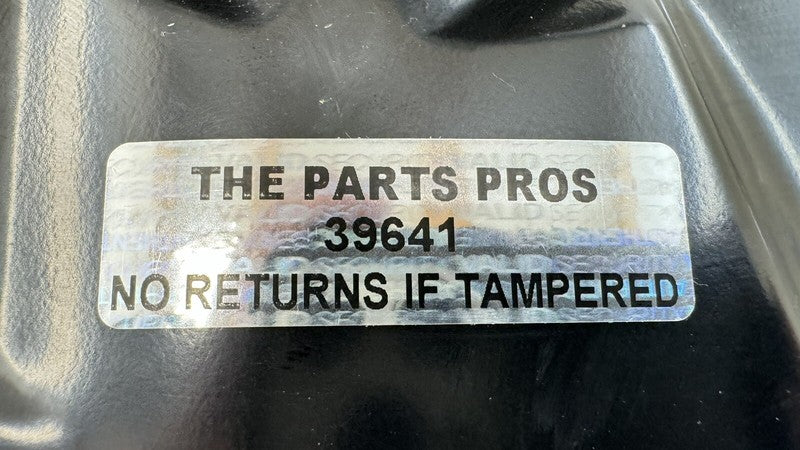 THE PARTS PROS
39641
NO RETURNS IF TAMPERED